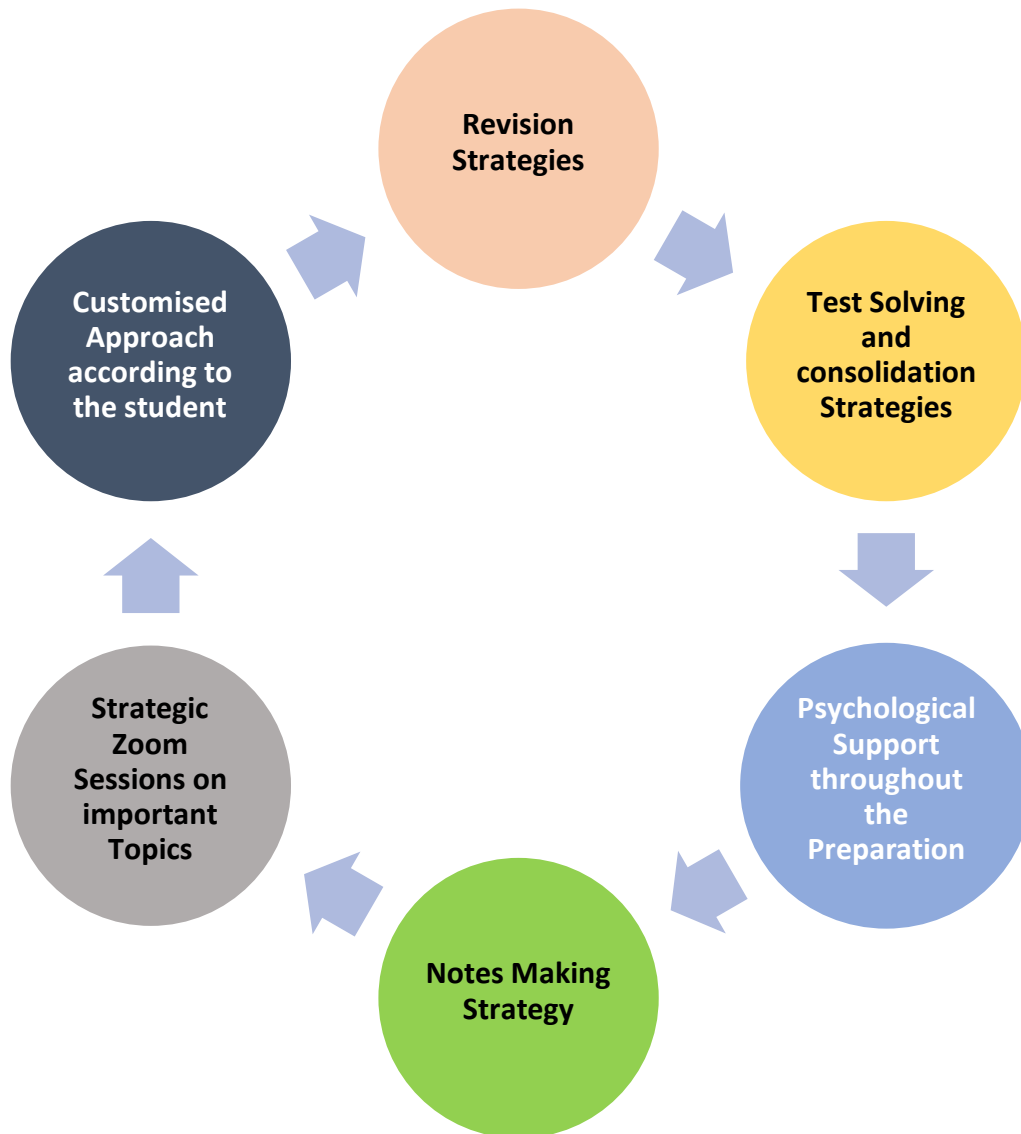 Revision
Strategies
Test Solving
and
consolidation
Strategies
Psychological
Support
throughout
the
Preparation
Notes Making
Strategy
Strategic
Zoom
Sessions on
important
Topics
Customised
Approach
according to
the student